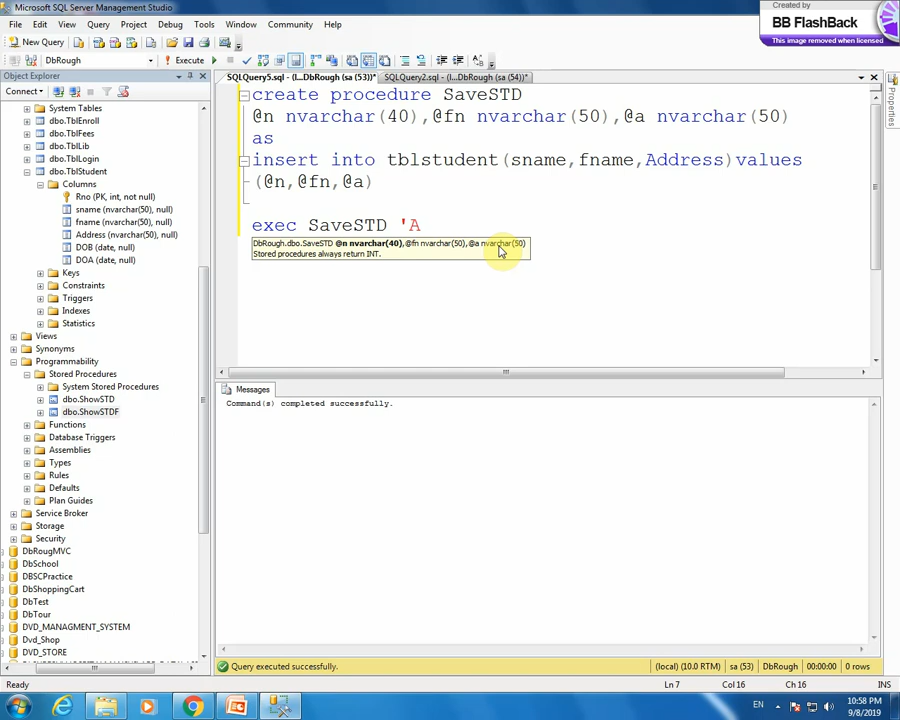 Microsoft SQL Server Management Studio
File Edit View Query Project Debug Tools Window Community Help
Created by
BB FlashBack
This image removed when licensed
New Query
DbRough
Execute
Object Explorer
Connect
System Tables
dbo.TblEnroll
dbo.TblFees
dbo.TblLib
dbo.TblLogin
dbo.TblStudent
Columns
Rno (PK, int, not null)
sname (nvarchar(50), null)
fname (nvarchar(50), null)
Address (nvarchar(50), null)
DOB (date, null)
DOA (date, null)
Keys
Constraints
Triggers
Indexes
Statistics
Views
Synonyms
Programmability
Stored Procedures
System Stored Procedures
dbo.ShowSTD
dbo.ShowSTDF
Functions
Database Triggers
Assemblies
Types
Rules
Defaults
Plan Guides
Service Broker
Storage
Security
DbRougMVC
DbSchool
DBSCPractice
DbShoppingCart
DbTest
DbTour
DVD_MANAGMENT_SYSTEM
Dvd_Shop
DVD_STORE
SQLQuery5.sql - (l...DbRough (sa (53))* SQLQuery2.sql - (l...DbRough (sa (54))*
create procedure SaveSTD
@n nvarchar(40),@fn nvarchar(50),@a nvarchar(50)
as
insert into tblstudent(sname,fname,Address)values
(@n,@fn,@a)
exec SaveSTD 'A
DbRough.dbo.SaveSTD @n nvarchar(40),@fn nvarchar(50),@a nvarchar(50)
Stored procedures always return INT.
Properties
Messages
Command(s) completed successfully.
Query executed successfully. (local) (10.0 RTM) sa (53) DbRough 00:00:00 0 rows
Ready Ln 7 Col 16 Ch 16 INS
EN 10:58 PM
9/8/2019